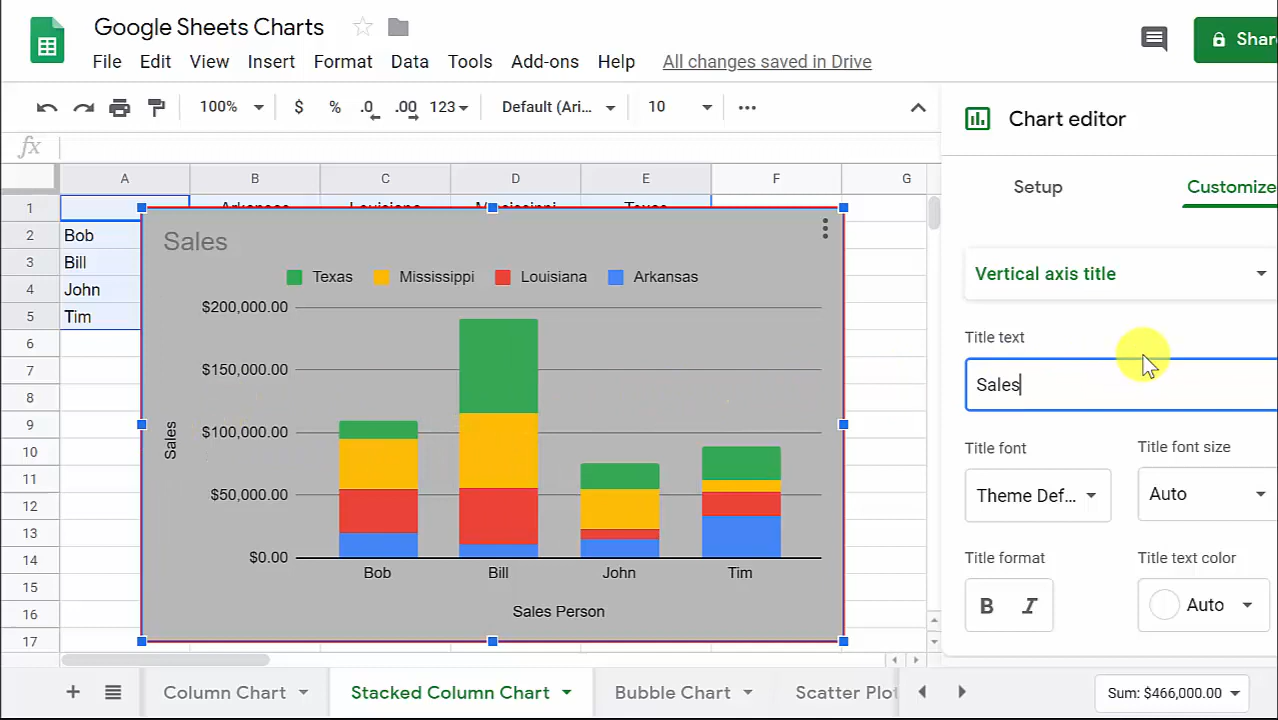 Google Sheets Charts
File Edit View Insert Format Data Tools Add-ons Help All changes saved in Drive
Share
100% $ % .0 .00 123 Default (Ari... 10
fx
Chart editor
Setup Customize
A B C D E F G
1
2 Bob
3 Bill
4 John
5 Tim
6
7
8
9
10
11
12
13
14
15
16
17
Arkansas Louisiana Mississippi Texas
Sales
Texas Mississippi Louisiana Arkansas
$200,000.00
$150,000.00
$100,000.00
$50,000.00
$0.00
Sales
Bob Bill John Tim
Sales Person
Vertical axis title
Title text
Sales
Title font Title font size
Theme Def... Auto
Title format Title text color
B I Auto
Column Chart Stacked Column Chart Bubble Chart Scatter Plo
Sum: $466,000.00